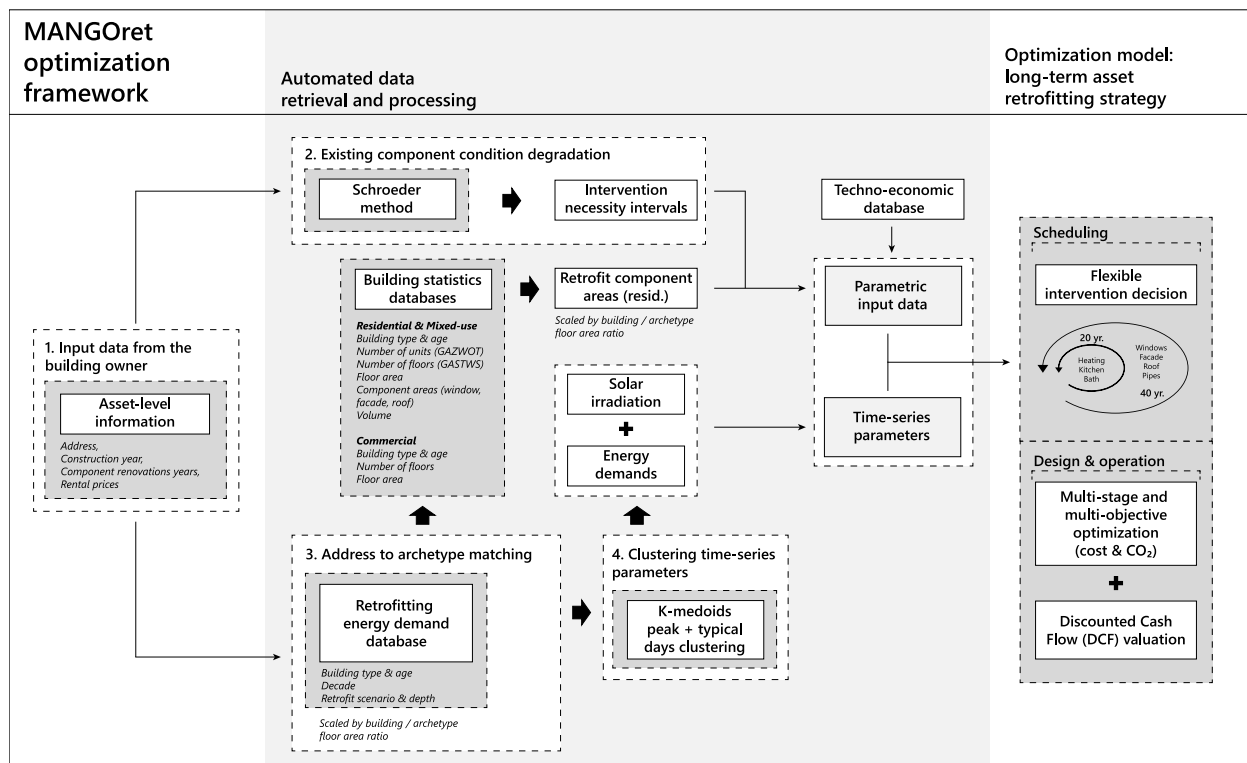 MANGOret
optimization
framework
Automated data
retrieval and processing
Optimization model:
long-term asset
retrofitting strategy
1. Input data from the
building owner
Asset-level
information
Address,
Construction year,
Component renovations years,
Rental prices
2. Existing component condition degradation
Schroeder
method
Intervention
necessity intervals
Building statistics
databases
Residential & Mixed-use
Building type & age
Number of units (GAZWOT)
Number of floors (GASTWS)
Floor area
Component areas (window,
facade, roof)
Volume
Commercial
Building type & age
Number of floors
Floor area
Retrofit component
areas (resid.)
Scaled by building / archetype
floor area ratio
Solar
irradiation
+
Energy
demands
3. Address to archetype matching
Retrofitting
energy demand
database
Building type & age
Decade
Retrofit scenario & depth
Scaled by building / archetype
floor area ratio
4. Clustering time-series
parameters
K-medoids
peak + typical
days clustering
Techno-economic
database
Parametric
input data
Time-series
parameters
Scheduling
Flexible
intervention decision
20 yr.
Heating
Kitchen
Bath
Windows
Facade
Roof
Pipes
40 yr.
Design & operation
Multi-stage and
multi-objective
optimization
(cost & CO₂)
+
Discounted Cash
Flow (DCF) valuation